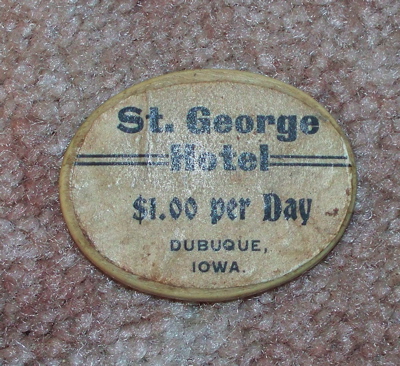 St. George
Hotel
$1.00 per Day
DUBUQUE,
IOWA.